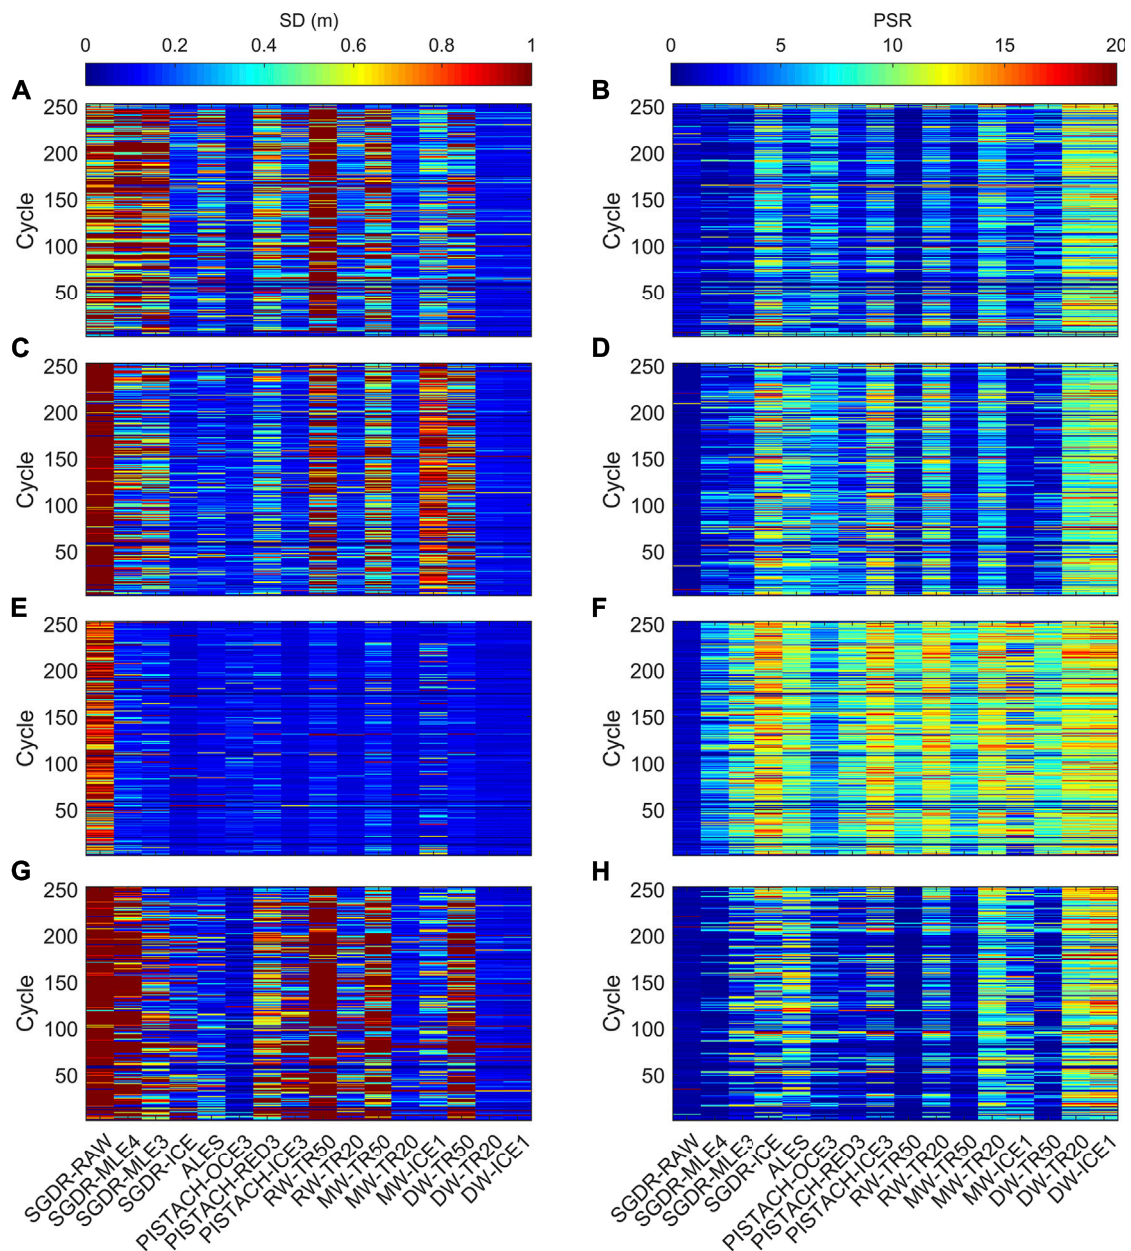 SD (m)
0 0.2 0.4 0.6 0.8 1
PSR
0 5 10 15 20
A
250
200
150
100
50
Cycle
B
250
200
150
100
50
Cycle
C
250
200
150
100
50
Cycle
D
250
200
150
100
50
Cycle
E
250
200
150
100
50
Cycle
F
250
200
150
100
50
Cycle
G
250
200
150
100
50
Cycle
H
250
200
150
100
50
Cycle
SGDR-RAW
SGDR-MLE4
SGDR-MLE3
SGDR-ICE
ALES
PISTACH-OCE3
PISTACH-RED3
PISTACH-ICE3
RW-TR50
RW-TR20
MW-TR50
MW-TR20
MW-ICE1
DW-TR50
DW-TR20
DW-ICE1
SGDR-RAW
SGDR-MLE4
SGDR-MLE3
SGDR-ICE
ALES
PISTACH-OCE3
PISTACH-RED3
PISTACH-ICE3
RW-TR50
RW-TR20
MW-TR50
MW-TR20
MW-ICE1
DW-TR50
DW-TR20
DW-ICE1